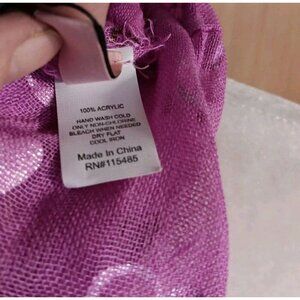 100% ACRYLIC
HAND WASH COLD
ONLY NON-CHLORINE
BLEACH WHEN NEEDED
DRY FLAT
COOL IRON
Made In China
RN#115485